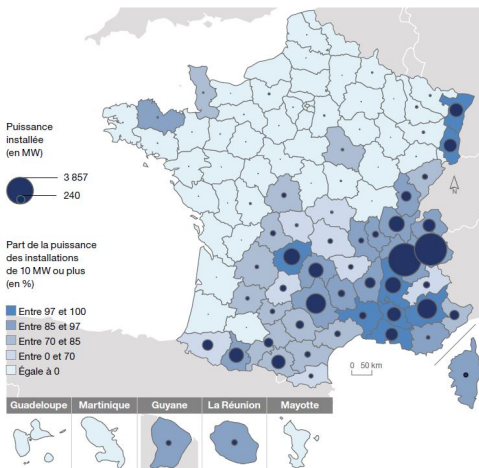 Puissance
installée
(en MW)
3 857
240
Part de la puissance
des installations
de 10 MW ou plus
(en %)
Entre 97 et 100
Entre 85 et 97
Entre 70 et 85
Entre 0 et 70
Égale à 0
N
0 50 km
Guadeloupe
Martinique
Guyane
La Réunion
Mayotte